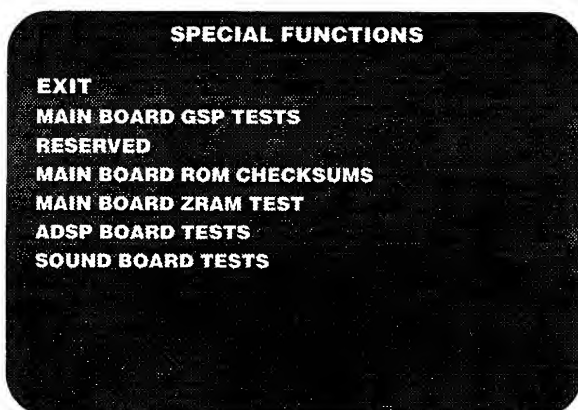 SPECIAL FUNCTIONS
EXIT
MAIN BOARD GSP TESTS
RESERVED
MAIN BOARD ROM CHECKSUMS
MAIN BOARD ZRAM TEST
ADSP BOARD TESTS
SOUND BOARD TESTS